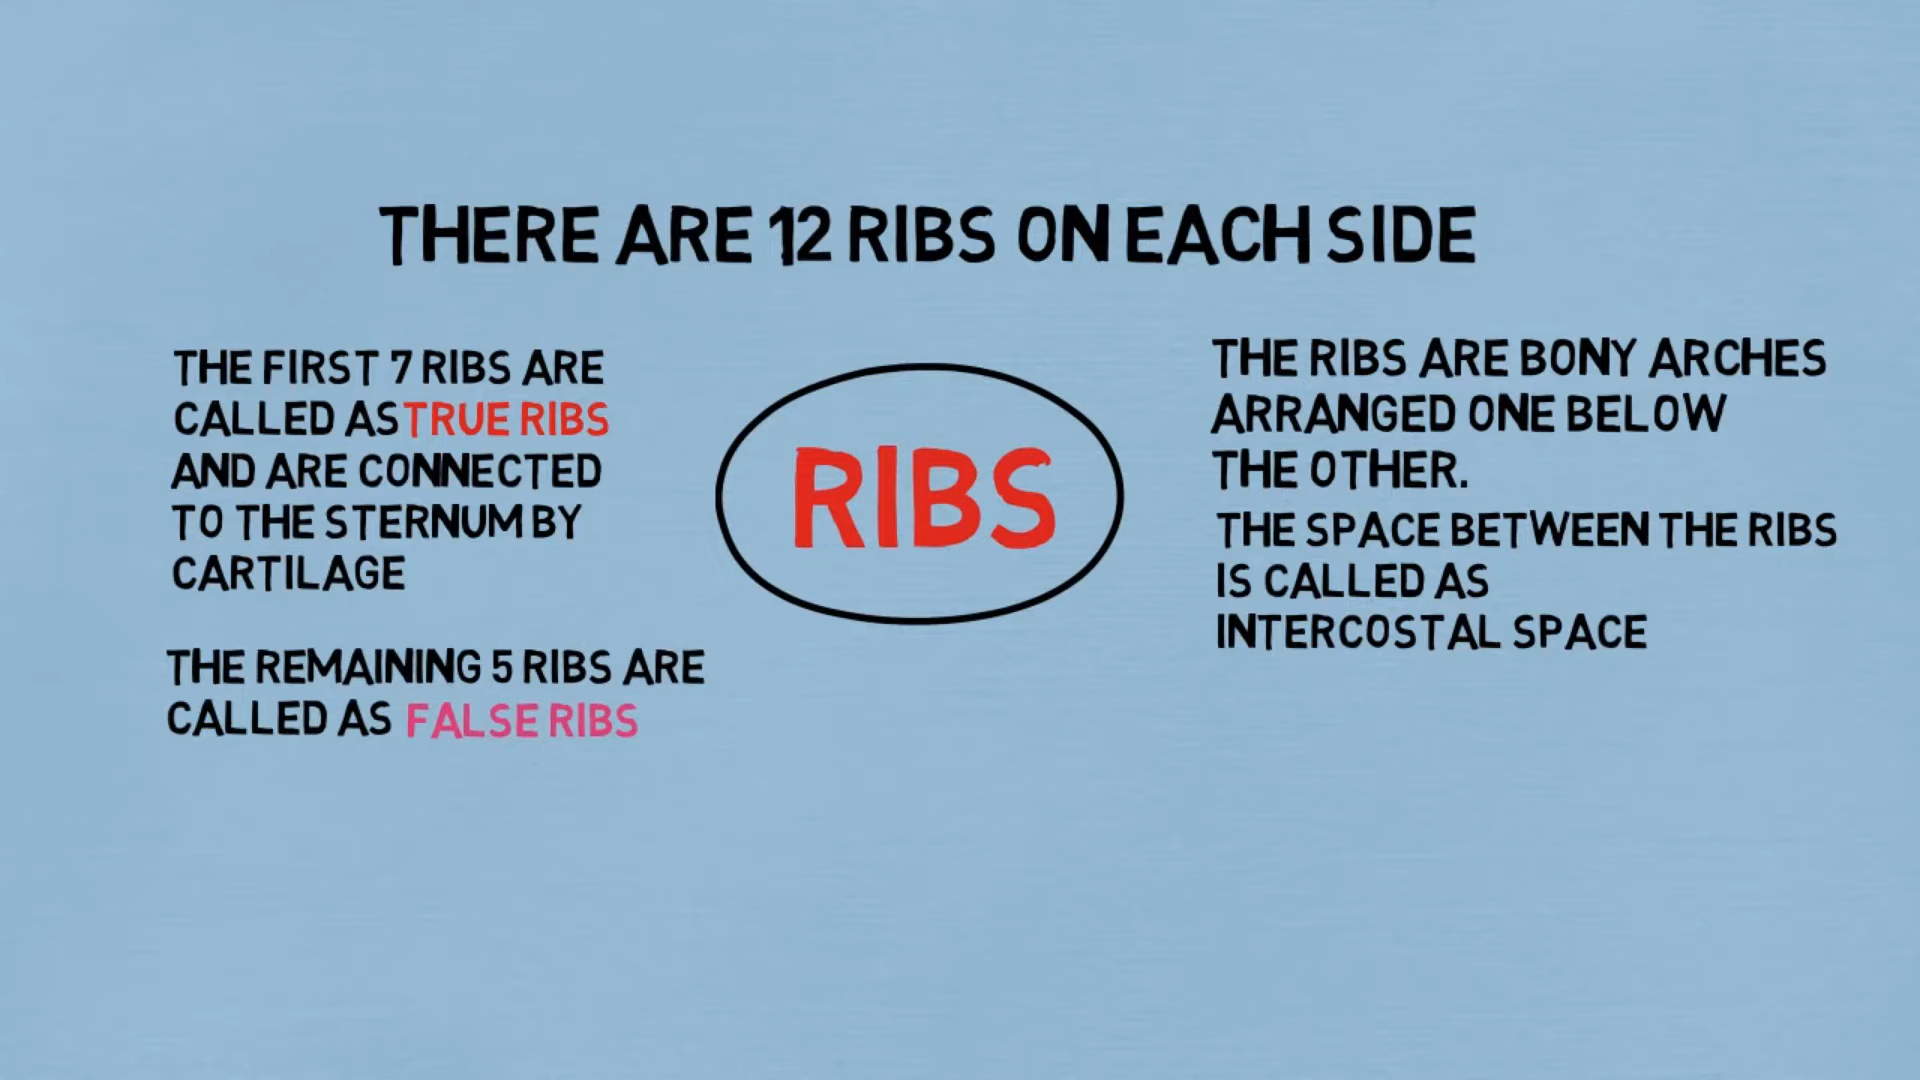 THERE ARE 12 RIBS ON EACH SIDE
THE FIRST 7 RIBS ARE
CALLED AS TRUE RIBS
AND ARE CONNECTED
TO THE STERNUM BY
CARTILAGE
THE REMAINING 5 RIBS ARE
CALLED AS FALSE RIBS
RIBS
THE RIBS ARE BONY ARCHES
ARRANGED ONE BELOW
THE OTHER.
THE SPACE BETWEEN THE RIBS
IS CALLED AS
INTERCOSTAL SPACE